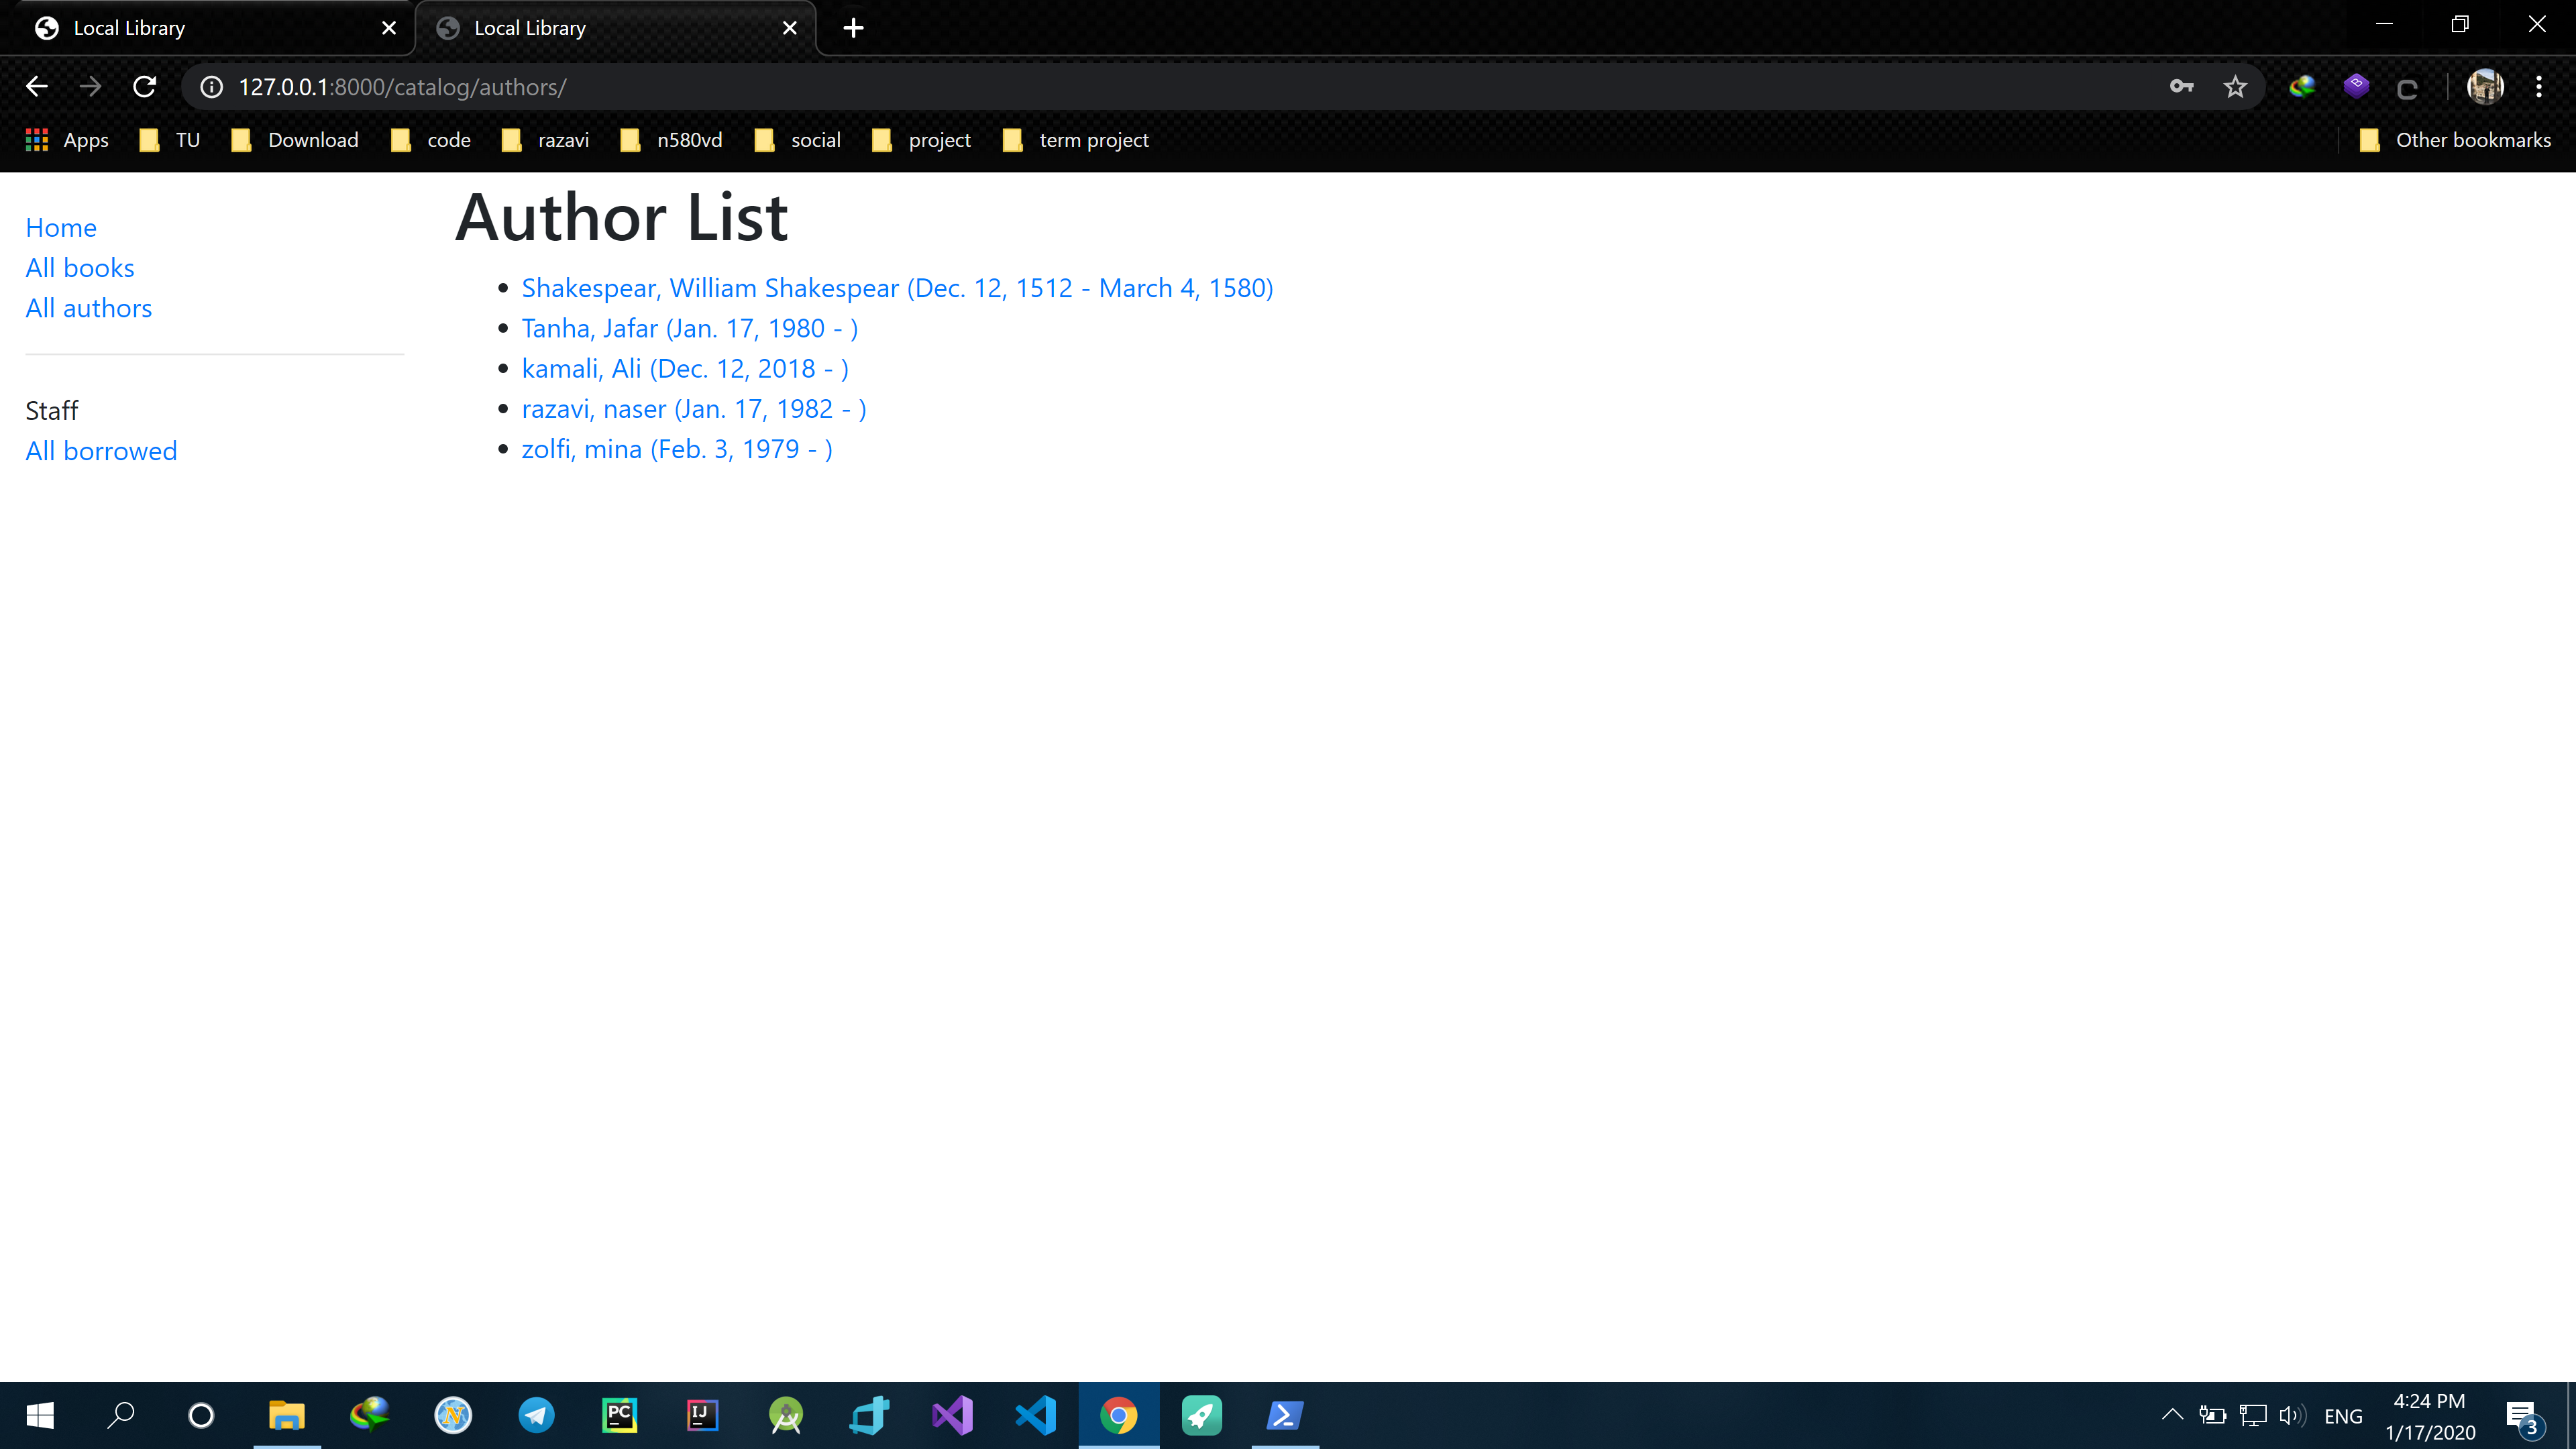 Local Library
Local Library
127.0.0.1:8000/catalog/authors/
Apps TU Download code razavi n580vd social project term project Other bookmarks
Home
All books
All authors
Staff
All borrowed
Author List
Shakespear, William Shakespear (Dec. 12, 1512 - March 4, 1580)
Tanha, Jafar (Jan. 17, 1980 - )
kamali, Ali (Dec. 12, 2018 - )
razavi, naser (Jan. 17, 1982 - )
zolfi, mina (Feb. 3, 1979 - )
PC
IJ
ENG
4:24 PM
1/17/2020
3